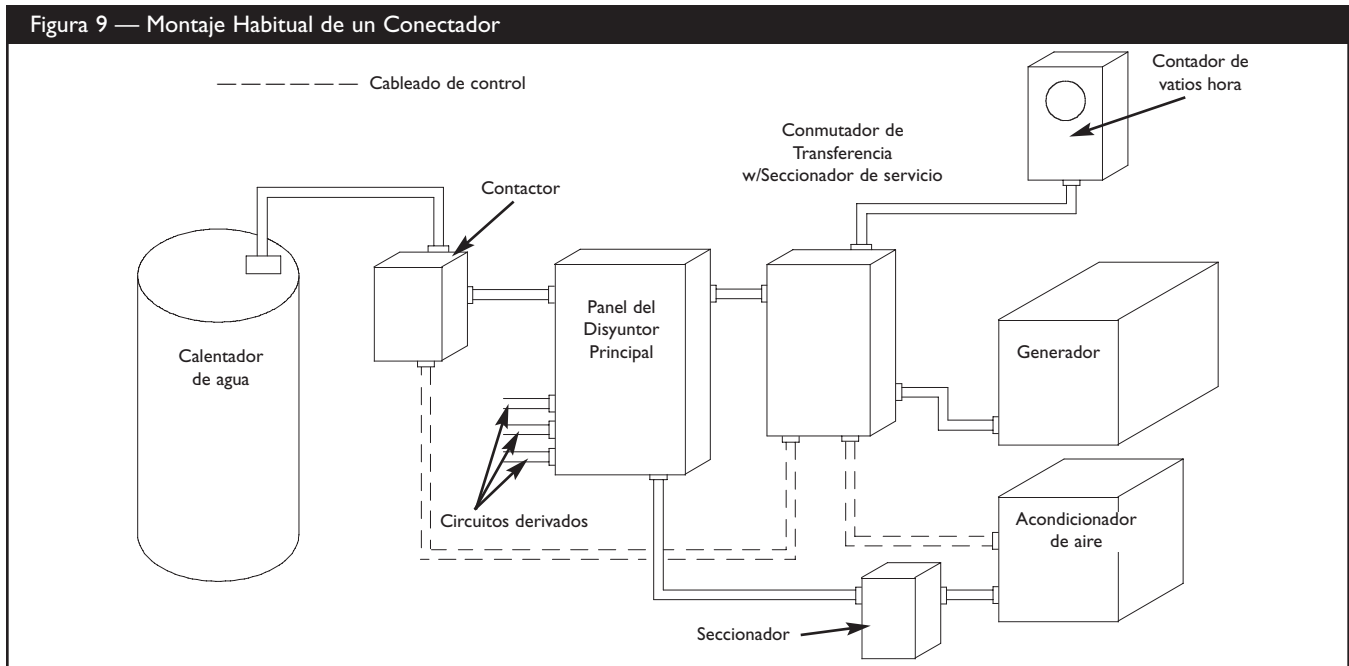 Figura 9 — Montaje Habitual de un Conectador
Cableado de control
Contador de
vatios hora
Conmutador de
Transferencia
w/Seccionador de servicio
Contactor
Panel del
Disyuntor
Principal
Calentador
de agua
Generador
Circuitos derivados
Acondicionador
de aire
Seccionador